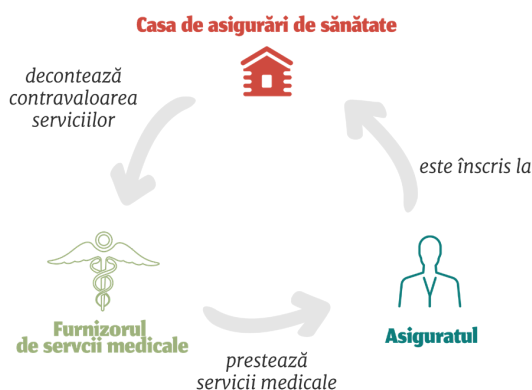 Casa de asigurări de sănătate
decontează
contravaloarea
serviciilor
este înscris la
Furnizorul
de servcii medicale
Asiguratul
prestează
servicii medicale